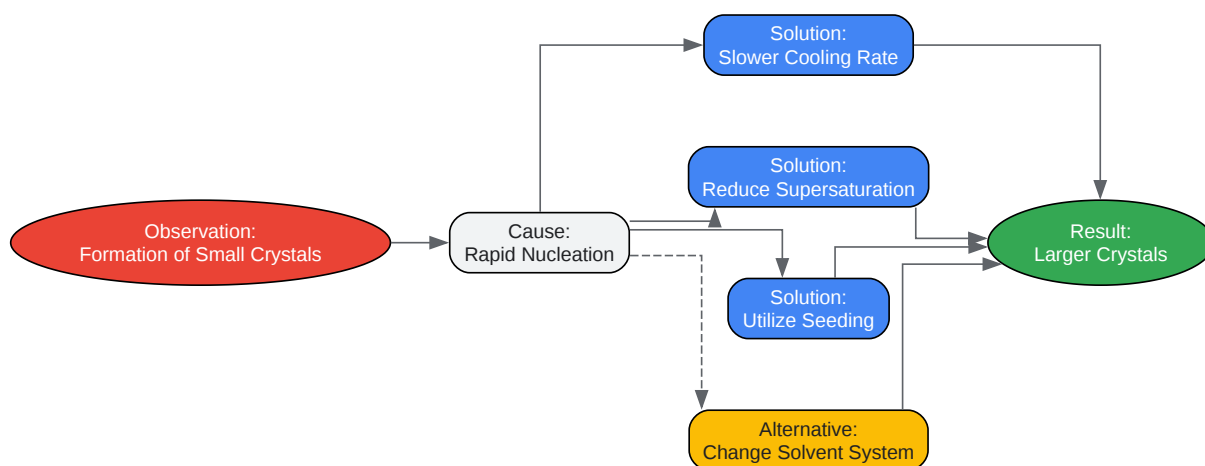 Solution:
Slower Cooling Rate
Solution:
Reduce Supersaturation
Observation:
Formation of Small Crystals
Cause:
Rapid Nucleation
Result:
Larger Crystals
Solution:
Utilize Seeding
Alternative:
Change Solvent System